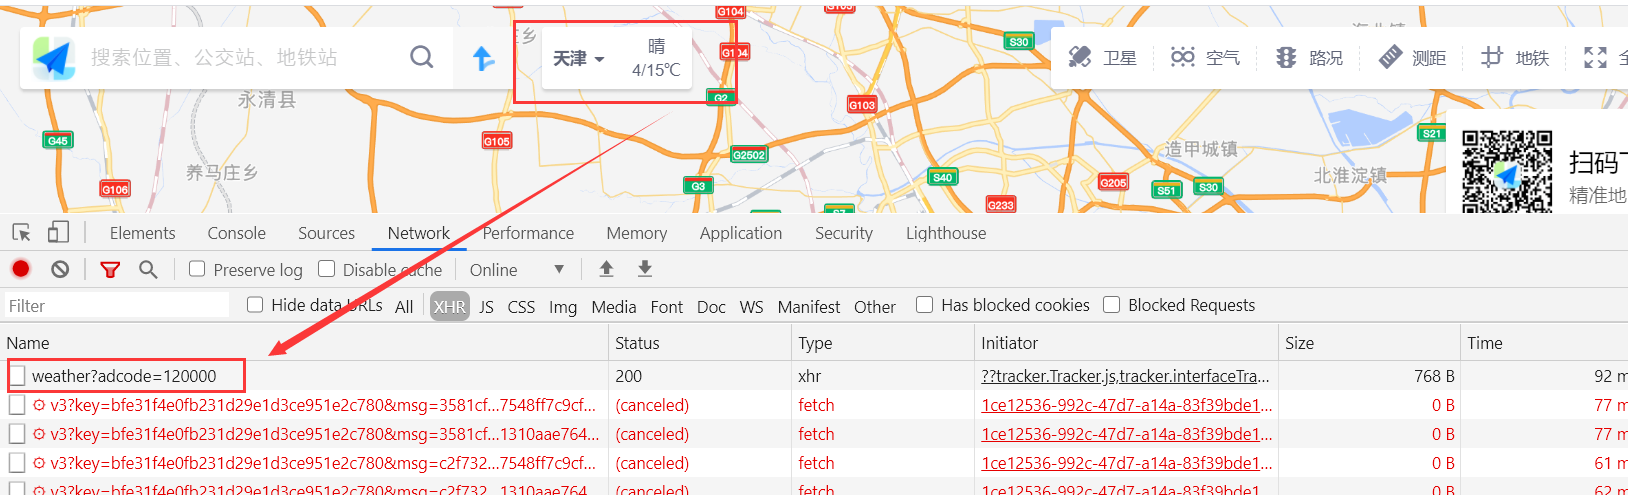 G104
海北镇
庄乡
S30
晴
搜索位置、公交站、地铁站
天津
4/15℃
G104
卫星
空气
路况
测距
地铁
永清县
G2
G103
G45
G105
S21
G2502
造甲城镇
扫码
养马庄乡
G106
G3
S40
G205
S51
S30
北淮淀镇
精准地
G233
Elements
Console
Sources
Network
Performance
Memory
Application
Security
Lighthouse
Preserve log
Disable cache
Online
Filter
Hide data URLs
All
XHR
JS
CSS
Img
Media
Font
Doc
WS
Manifest
Other
Has blocked cookies
Blocked Requests
Name Status Type Initiator Size Time
weather?adcode=120000 200 xhr ??tracker.Tracker.js,tracker.interfaceTra... 768 B 92 m
v3?key=bfe31f4e0fb231d29e1d3ce951e2c780&msg=3581cf...7548ff7c9cf... (canceled) fetch 1ce12536-992c-47d7-a14a-83f39bde1... 0 B 77 m
v3?key=bfe31f4e0fb231d29e1d3ce951e2c780&msg=3581cf...1310aae764... (canceled) fetch 1ce12536-992c-47d7-a14a-83f39bde1... 0 B 77 m
v3?key=bfe31f4e0fb231d29e1d3ce951e2c780&msg=c2f732...7548ff7c9cf... (canceled) fetch 1ce12536-992c-47d7-a14a-83f39bde1... 0 B 61 m
v3?key=bfe31f4e0fb231d29e1d3ce951e2c780&msg=c2f732...1310aae764... (canceled) fetch 1ce12536-992c-47d7-a14a-83f39bde1... 0 B 62 m